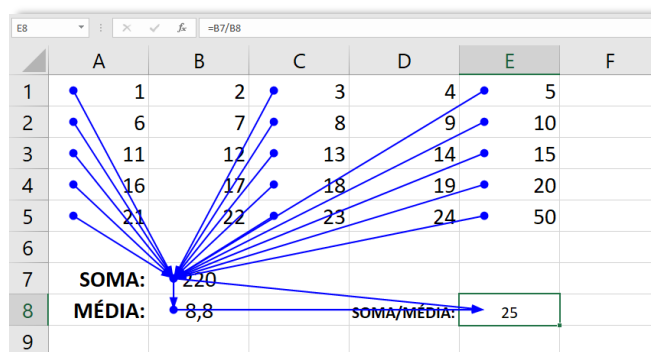 E8 fx =B7/B8
A B C D E F
1 1 2 3 4 5
2 6 7 8 9 10
3 11 12 13 14 15
4 16 17 18 19 20
5 21 22 23 24 50
6
7 SOMA: 220
8 MÉDIA: 8,8 SOMA/MÉDIA: 25
9